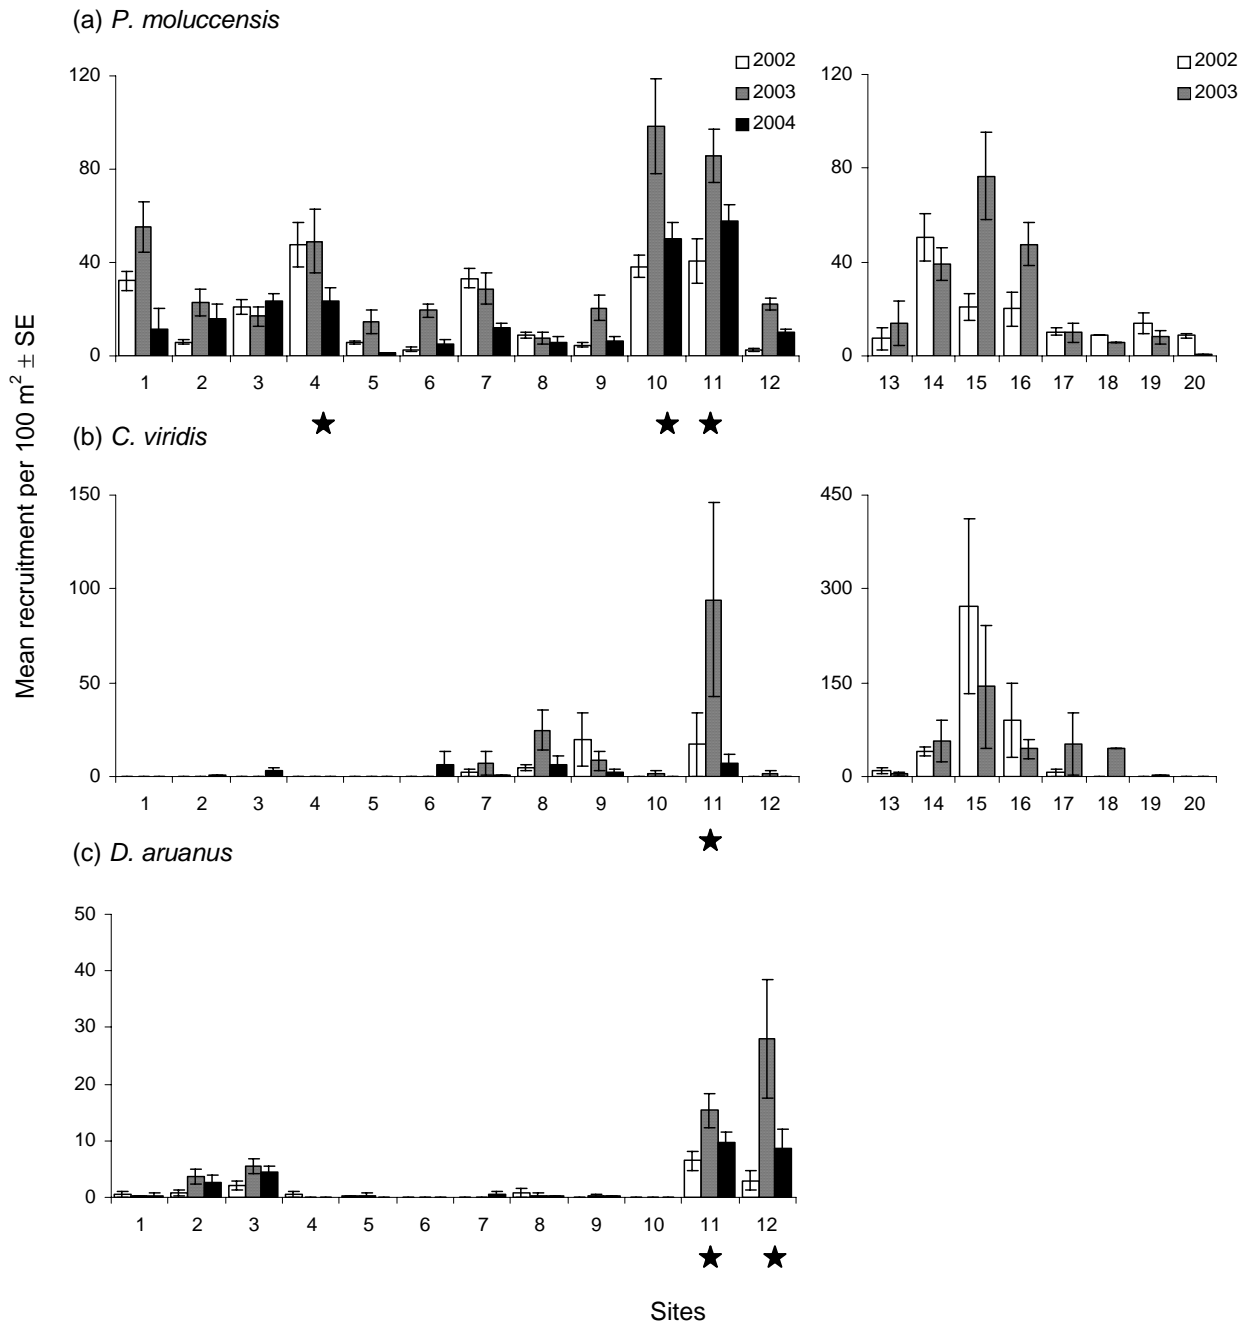 (a) P. moluccensis
2002
2003
2004
2002
2003
120
80
40
0
1 2 3 4 5 6 7 8 9 10 11 12
120
80
40
0
13 14 15 16 17 18 19 20
Mean recruitment per 100 m² ± SE
(b) C. viridis
150
100
50
0
1 2 3 4 5 6 7 8 9 10 11 12
450
300
150
0
13 14 15 16 17 18 19 20
(c) D. aruanus
50
40
30
20
10
0
1 2 3 4 5 6 7 8 9 10 11 12
Sites